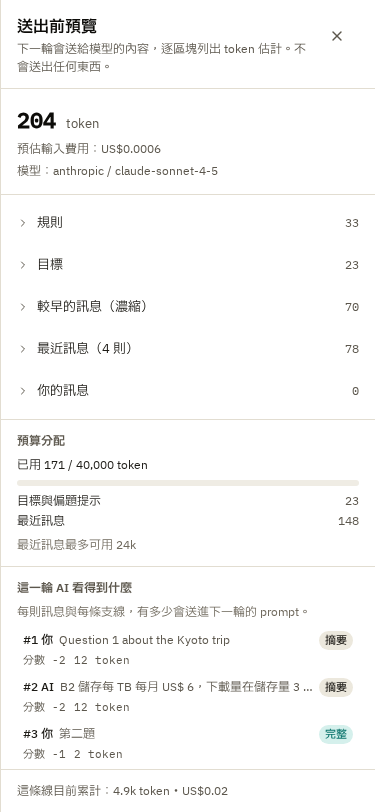 送出前預覽
下一輪會送給模型的內容，逐區塊列出 token 估計。不
會送出任何東西。
204 token
預估輸入費用：US$0.0006
模型：anthropic / claude-sonnet-4-5
規則 33
目標 23
較早的訊息（濃縮） 70
最近訊息（4 則） 78
你的訊息 0
預算分配
已用 171 / 40,000 token
目標與偏題提示 23
最近訊息 148
最近訊息最多可用 24k
這一輪 AI 看得到什麼
每則訊息與每條支線，有多少會送進下一輪的 prompt。
#1 你 Question 1 about the Kyoto trip 摘要
分數 -2 12 token
#2 AI B2 儲存每 TB 每月 US$ 6，下載量在儲存量 3 ... 摘要
分數 -2 12 token
#3 你 第二題 完整
分數 -1 2 token
這條線目前累計：4.9k token・US$0.02